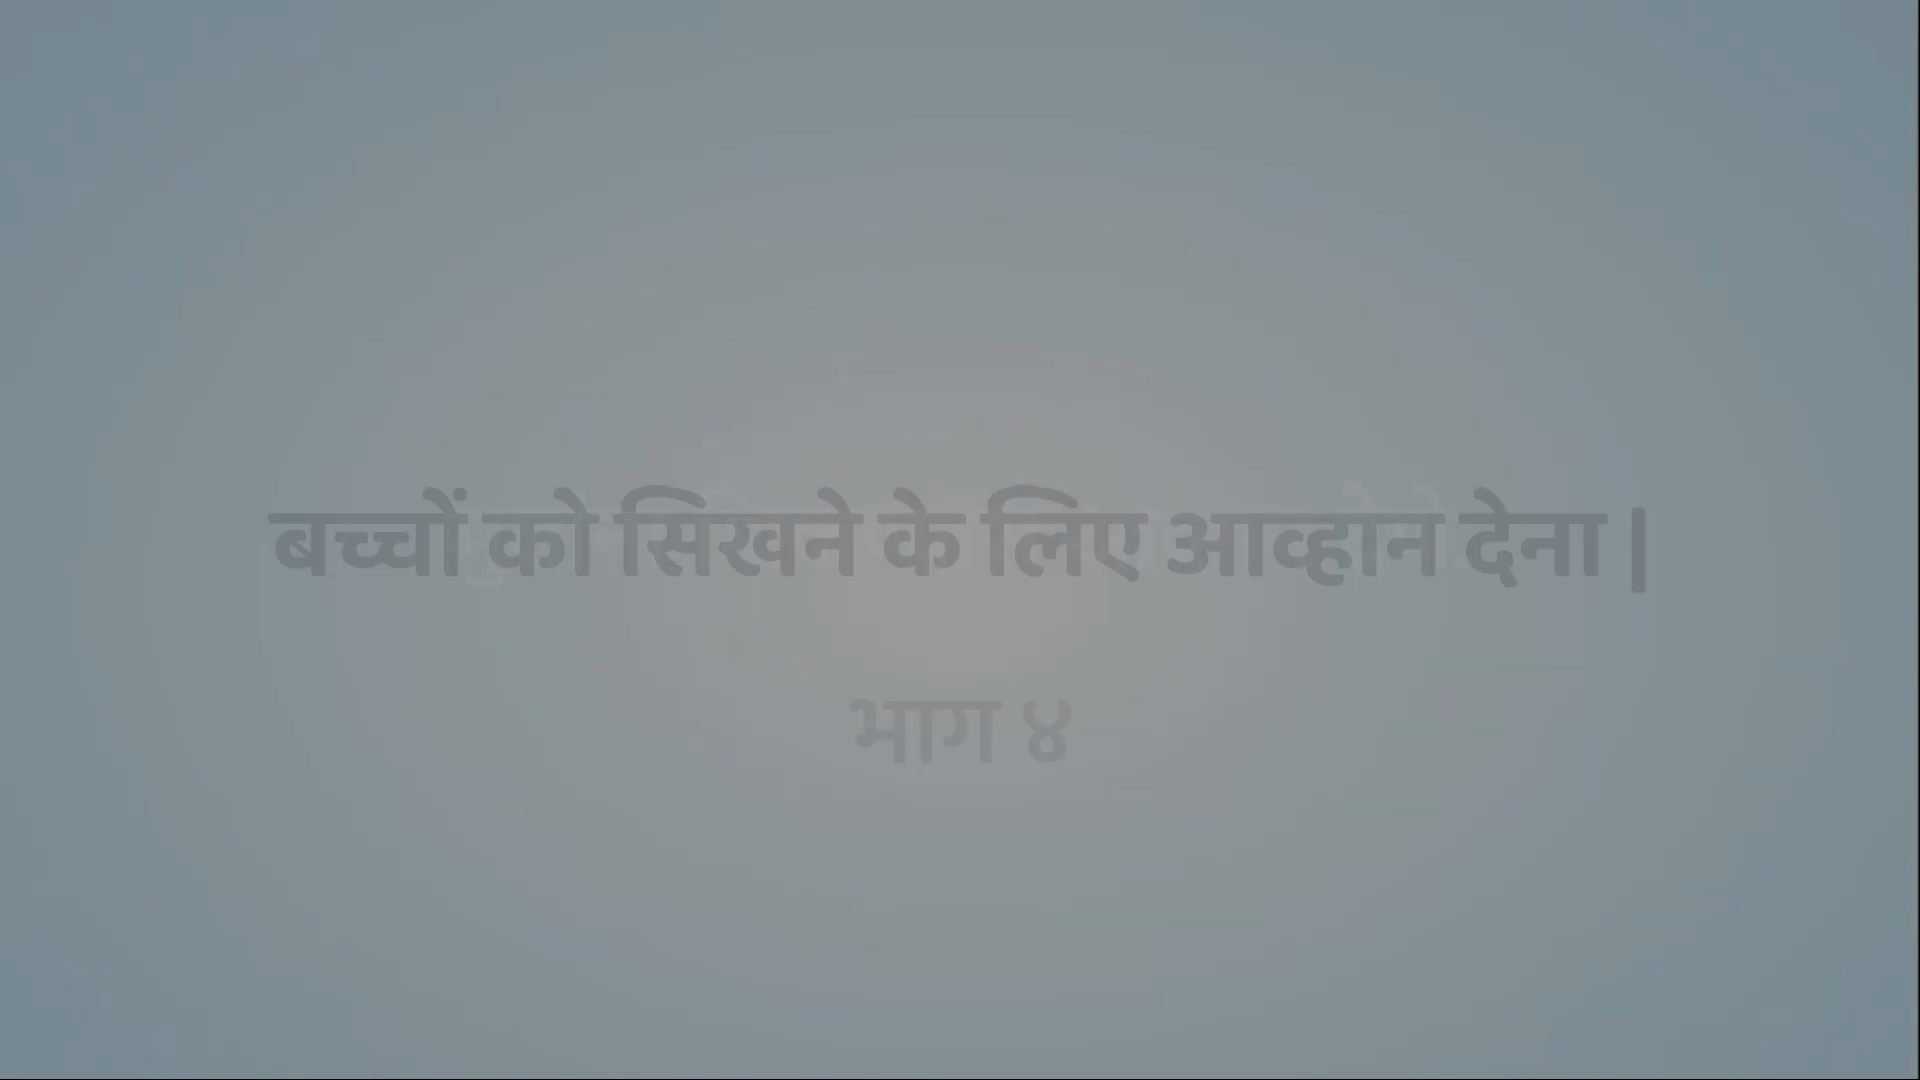 बच्चों को सिखने के लिए आव्होन देना |
भाग ४